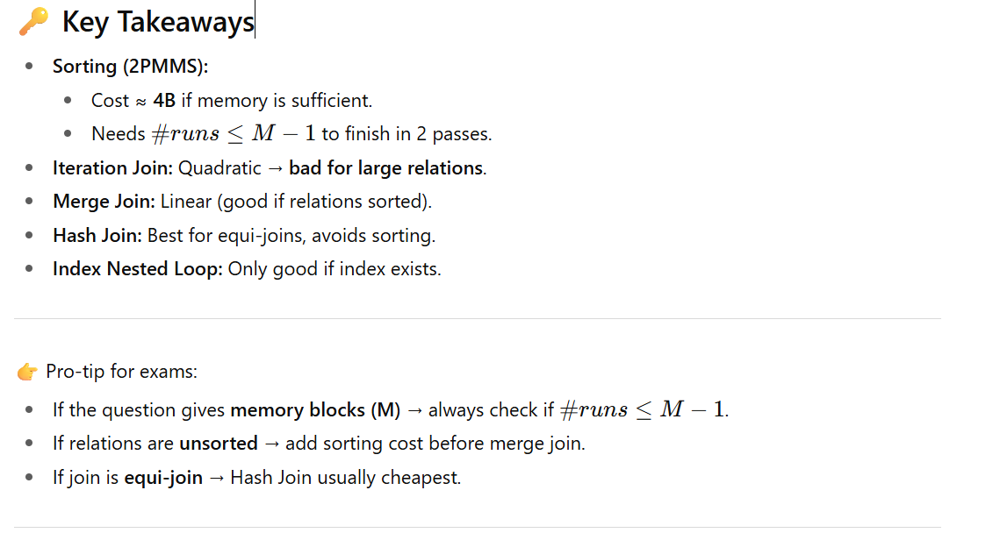 🔑 Key Takeaways
Sorting (2PMMS):
Cost ≈ 4B if memory is sufficient.
Needs #runs ≤ M − 1 to finish in 2 passes.
Iteration Join: Quadratic → bad for large relations.
Merge Join: Linear (good if relations sorted).
Hash Join: Best for equi-joins, avoids sorting.
Index Nested Loop: Only good if index exists.
👉 Pro-tip for exams:
If the question gives memory blocks (M) → always check if #runs ≤ M − 1.
If relations are unsorted → add sorting cost before merge join.
If join is equi-join → Hash Join usually cheapest.